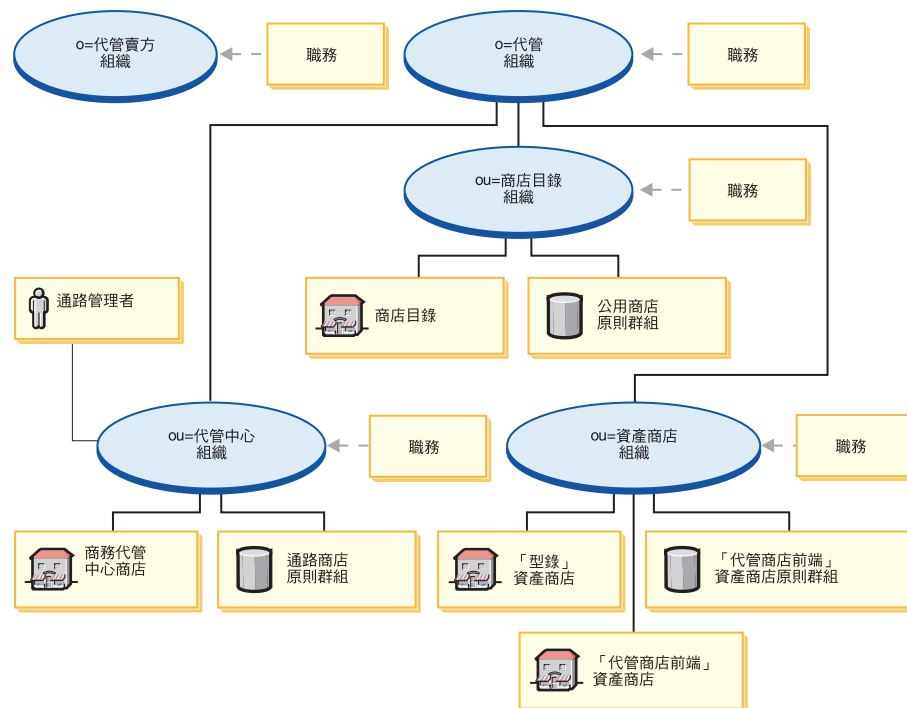 o=代管賣方
組織
職務
o=代管
組織
職務
ou=商店目錄
組織
職務
通路管理者
商店目錄
公用商店
原則群組
ou=代管中心
組織
職務
ou=資產商店
組織
職務
商務代管
中心商店
通路商店
原則群組
「型錄」
資產商店
「代管商店前端」
資產商店原則群組
「代管商店前端」
資產商店